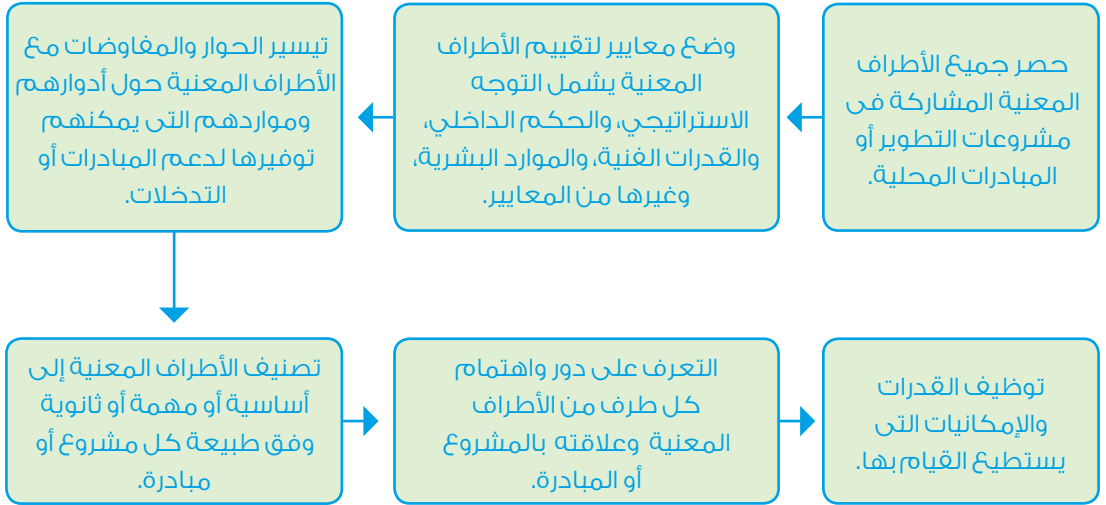 حصر جميع الأطراف
المعنية المشاركة فى
مشروعات التطوير أو
المبادرات المحلية.
وضع معايير لتقييم الأطراف
المعنية يشمل التوجه
الاستراتيجي، والحكم الداخلي،
والقدرات الفنية، والموارد البشرية،
وغيرها من المعايير.
تيسير الحوار والمفاوضات مع
الأطراف المعنية حول أدوارهم
ومواردهم التى يمكنهم
توفيرها لدعم المبادرات أو
التدخلات.
تصنيف الأطراف المعنية إلى
أساسية أو مهمة أو ثانوية
وفق طبيعة كل مشروع أو
مبادرة.
التعرف على دور واهتمام
كل طرف من الأطراف
المعنية وعلاقته بالمشروع
أو المبادرة.
توظيف القدرات
والإمكانيات التى
يستطيع القيام بها.